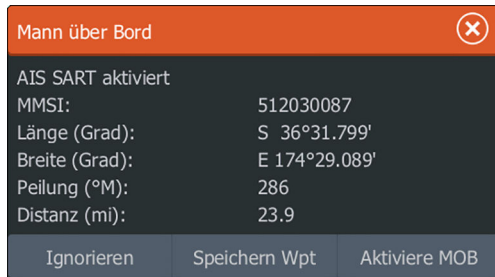 Mann über Bord
AIS SART aktiviert
MMSI: 512030087
Länge (Grad): S 36°31.799'
Breite (Grad): E 174°29.089'
Peilung (°M): 286
Distanz (mi): 23.9
Ignorieren Speichern Wpt Aktiviere MOB